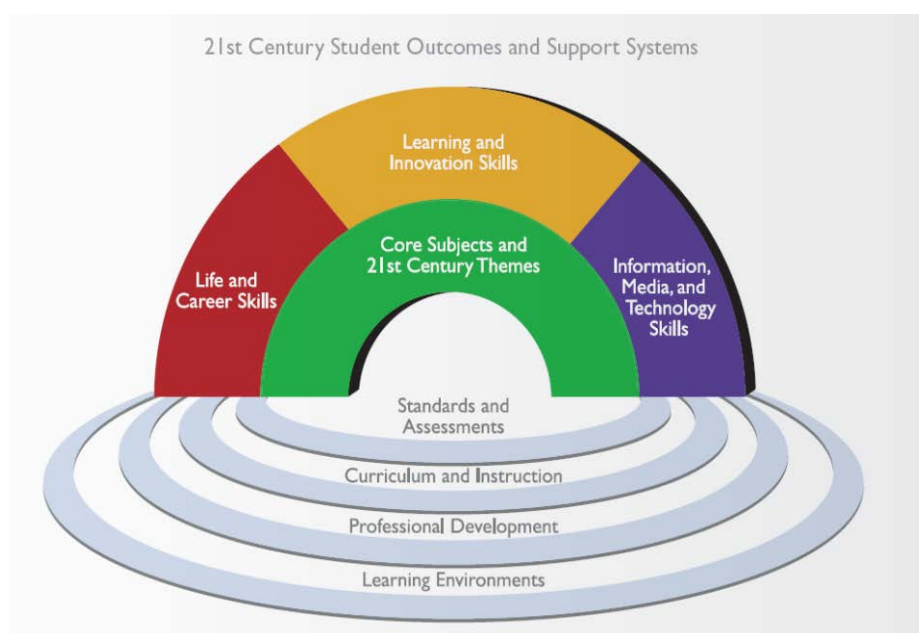 21st Century Student Outcomes and Support Systems
Learning and
Innovation Skills
Core Subjects and
21st Century Themes
Life and
Career Skills
Information,
Media, and
Technology
Skills
Standards and
Assessments
Curriculum and Instruction
Professional Development
Learning Environments